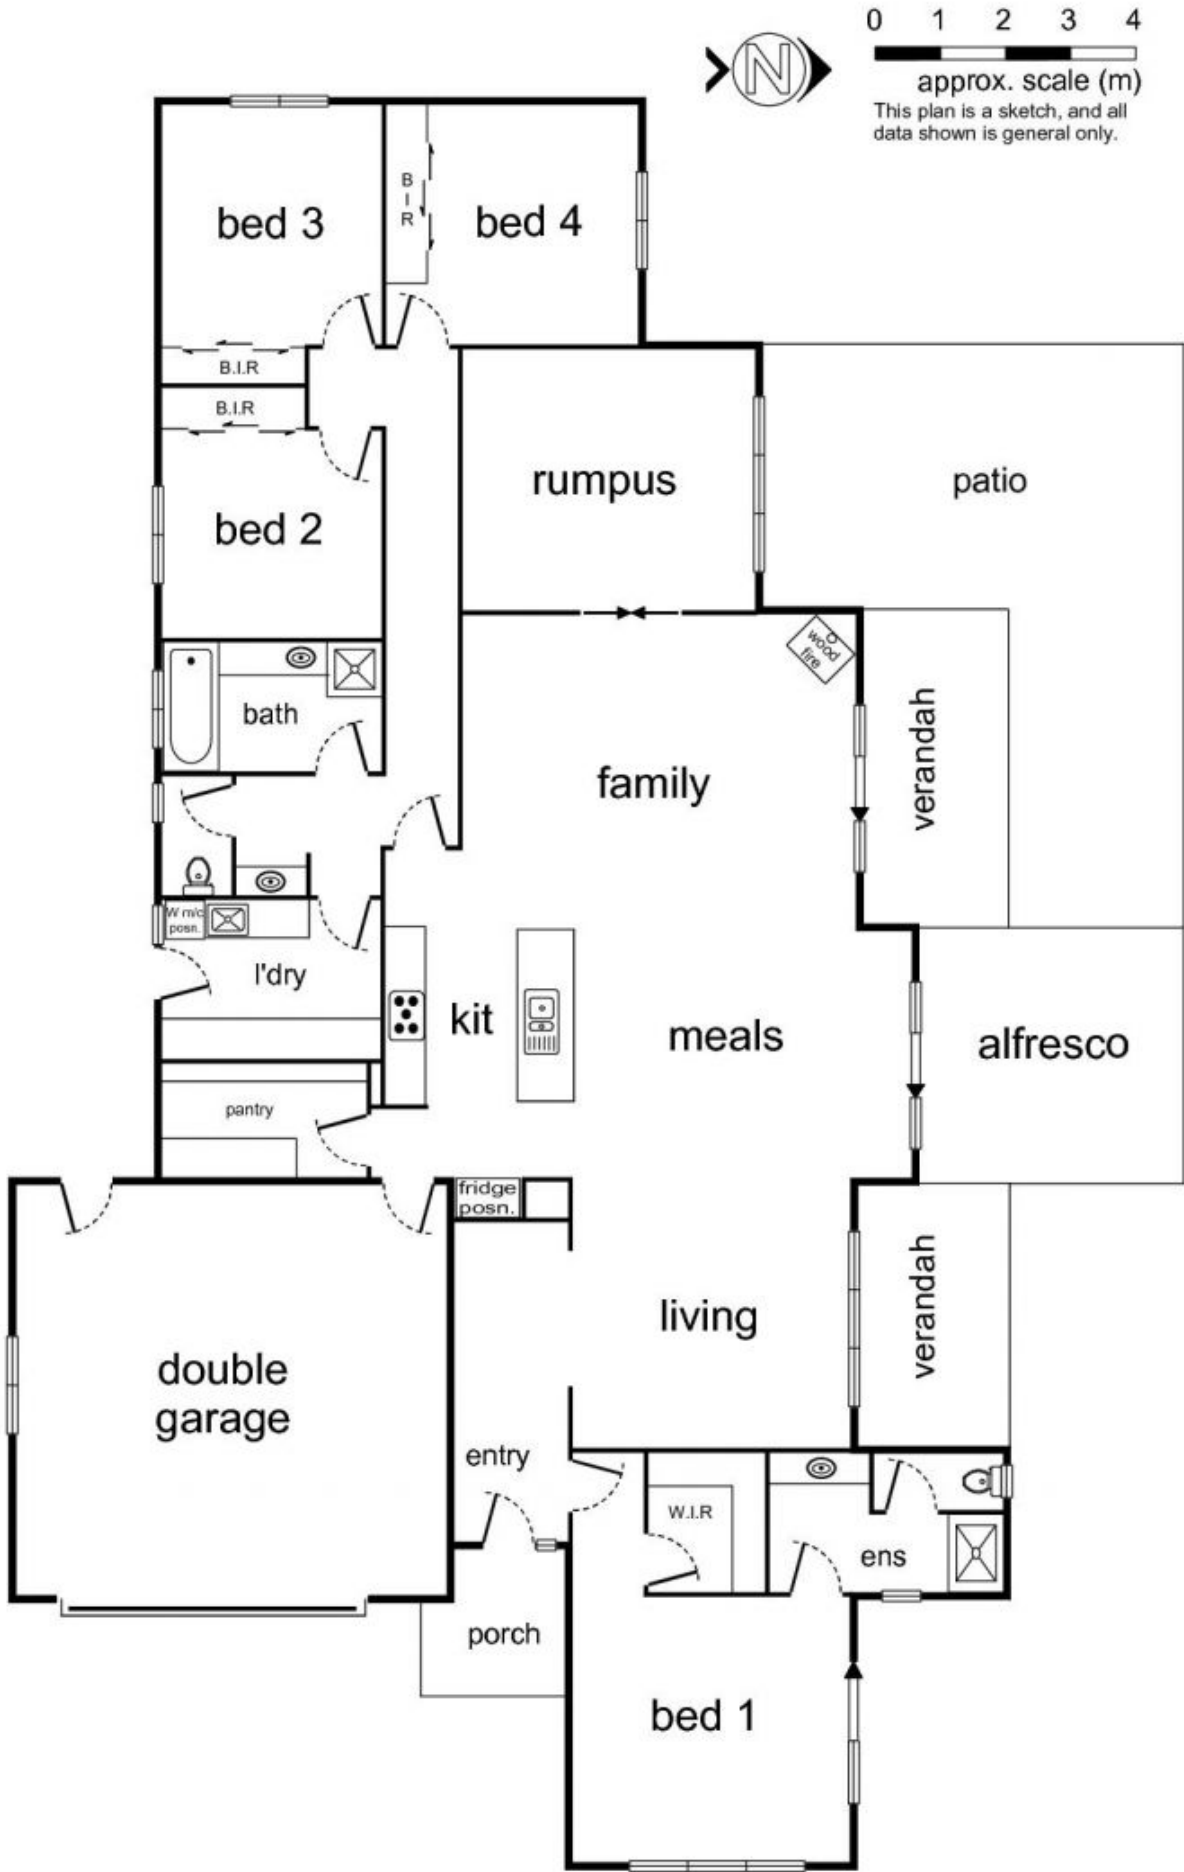 0 1 2 3 4
N
approx. scale (m)
This plan is a sketch, and all
data shown is general only.
bed 3
B
I
R
bed 4
B.I.R
B.I.R
bed 2
rumpus
patio
wood
fire
bath
family
verandah
W m/c
posn.
l'dry
kit
meals
alfresco
pantry
fridge
posn.
living
verandah
double
garage
entry
W.I.R
ens
porch
bed 1